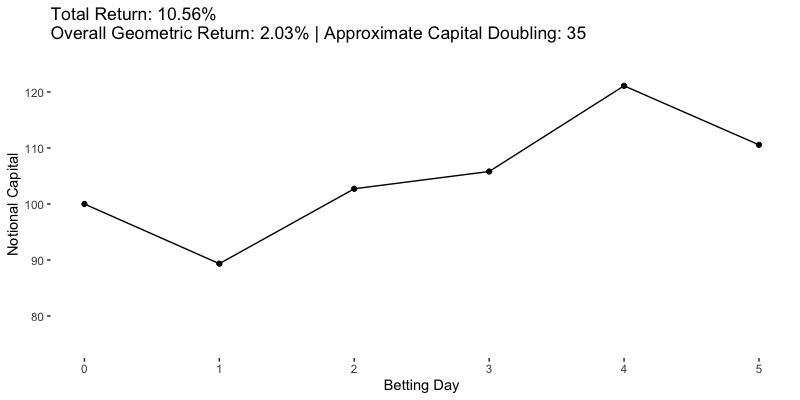 Total Return: 10.56%
Overall Geometric Return: 2.03% | Approximate Capital Doubling: 35
120
110
100
90
80
Notional Capital
0 1 2 3 4 5
Betting Day